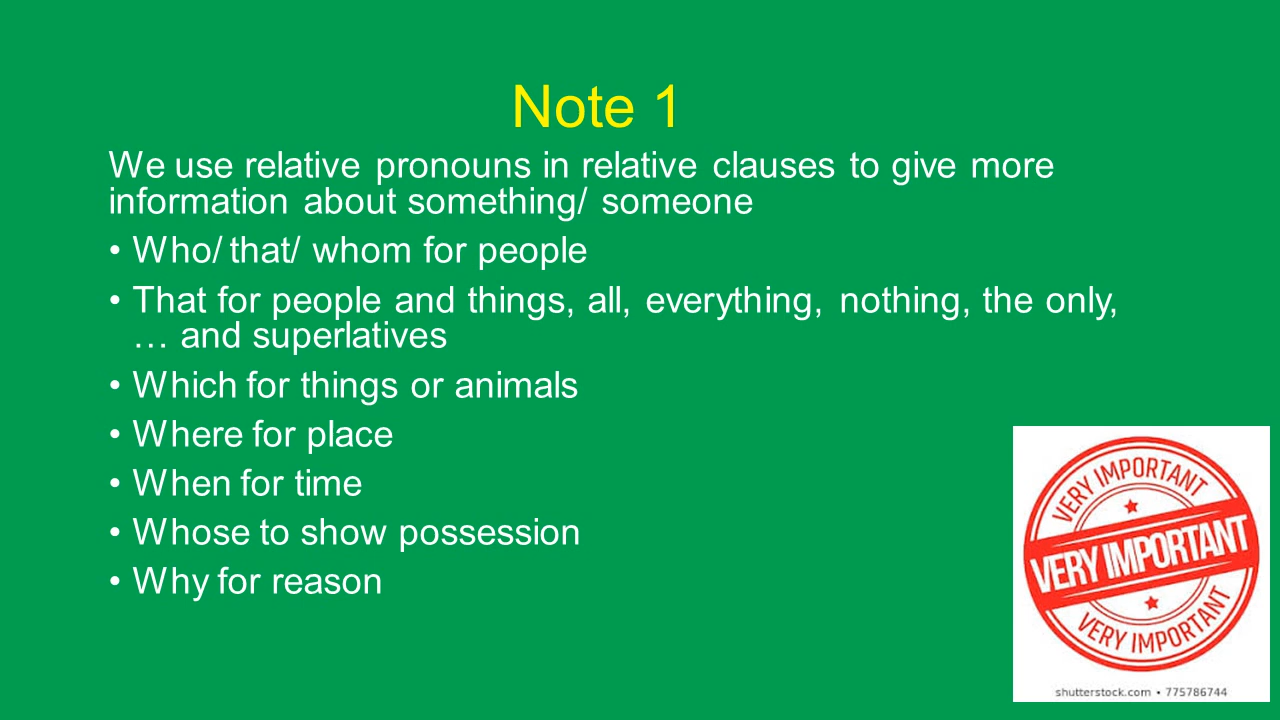 Note 1
We use relative pronouns in relative clauses to give more
information about something/ someone
• Who/ that/ whom for people
• That for people and things, all, everything, nothing, the only,
… and superlatives
• Which for things or animals
• Where for place
• When for time
• Whose to show possession
• Why for reason
VERY IMPORTANT
VERY IMPORTANT
VERY IMPORTANT
shutterstock.com • 775786744